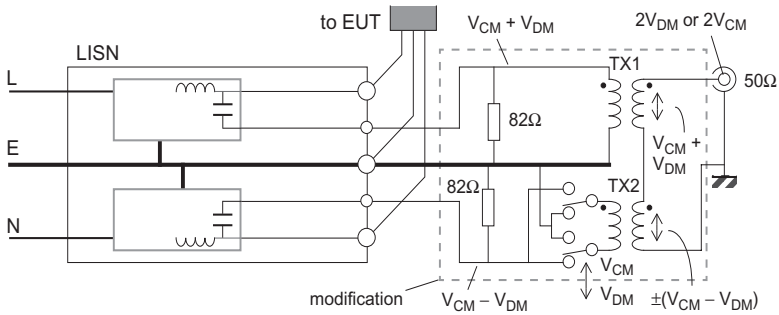 to EUT
V_CM + V_DM
2V_DM or 2V_CM
LISN
TX1
50Ω
L
82Ω
V_CM +
V_DM
E
82Ω
TX2
N
V_CM
V_DM
modification
V_CM – V_DM
±(V_CM – V_DM)